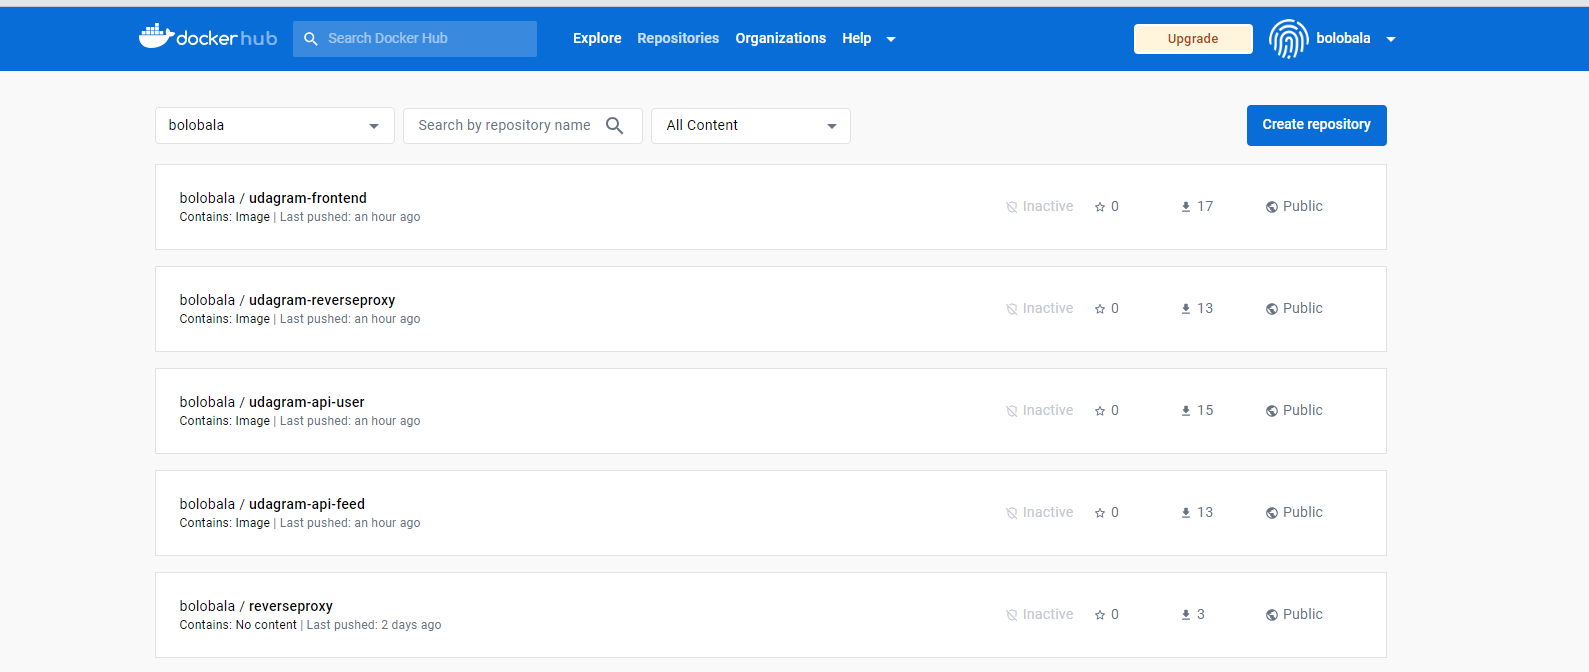 docker hub Search Docker Hub Explore Repositories Organizations Help Upgrade bolobala
bolobala Search by repository name All Content Create repository
bolobala / udagram-frontend
Contains: Image | Last pushed: an hour ago
Inactive 0 17 Public
bolobala / udagram-reverseproxy
Contains: Image | Last pushed: an hour ago
Inactive 0 13 Public
bolobala / udagram-api-user
Contains: Image | Last pushed: an hour ago
Inactive 0 15 Public
bolobala / udagram-api-feed
Contains: Image | Last pushed: an hour ago
Inactive 0 13 Public
bolobala / reverseproxy
Contains: No content | Last pushed: 2 days ago
Inactive 0 3 Public